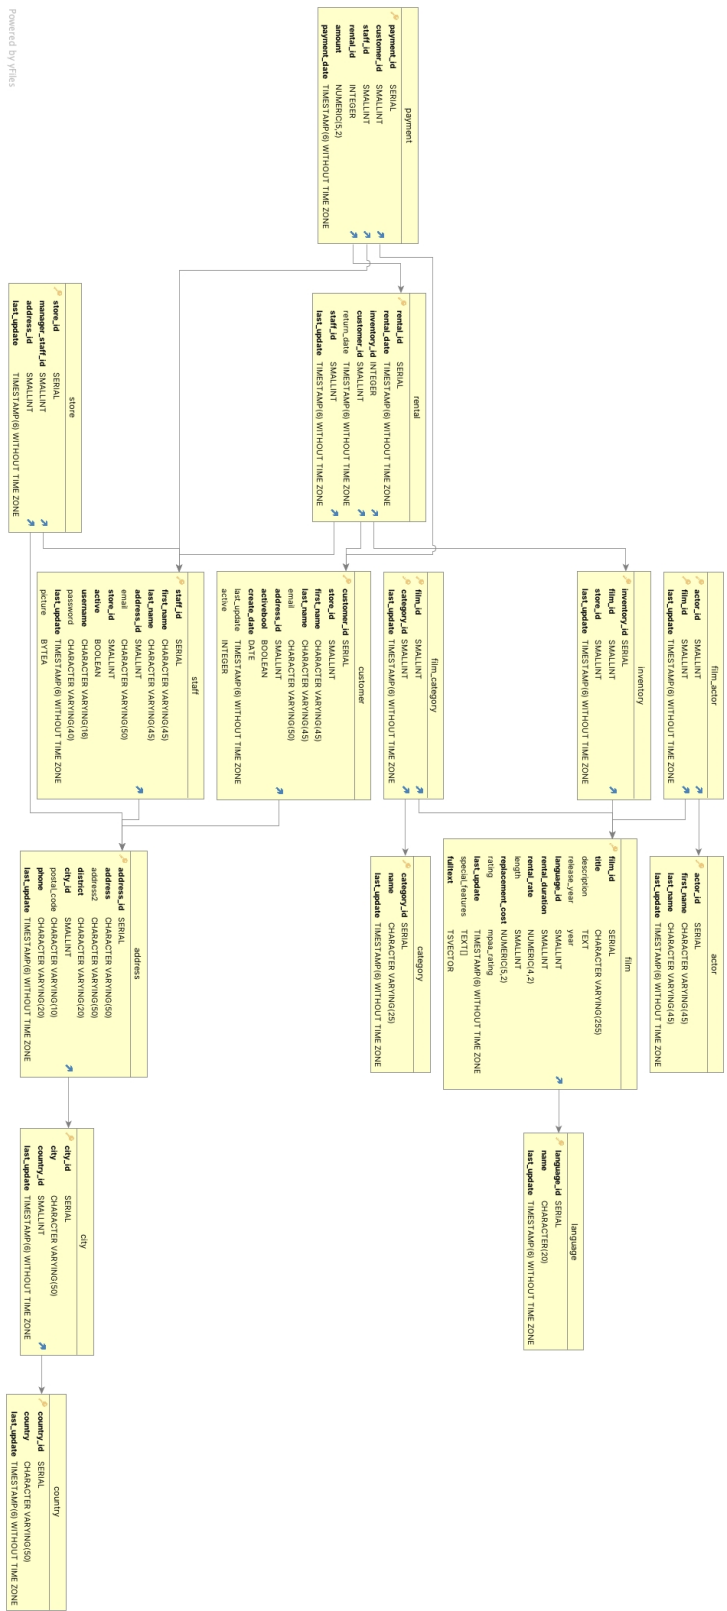 payment
payment_id SERIAL
customer_id SMALLINT
staff_id SMALLINT
rental_id INTEGER
amount NUMERIC(5,2)
payment_date TIMESTAMP(6) WITHOUT TIME ZONE
rental
rental_id SERIAL
rental_date TIMESTAMP(6) WITHOUT TIME ZONE
inventory_id INTEGER
customer_id SMALLINT
return_date TIMESTAMP(6) WITHOUT TIME ZONE
staff_id SMALLINT
last_update TIMESTAMP(6) WITHOUT TIME ZONE
store
store_id SERIAL
manager_staff_id SMALLINT
address_id SMALLINT
last_update TIMESTAMP(6) WITHOUT TIME ZONE
film_actor
actor_id SMALLINT
film_id SMALLINT
last_update TIMESTAMP(6) WITHOUT TIME ZONE
inventory
inventory_id SERIAL
film_id SMALLINT
store_id SMALLINT
last_update TIMESTAMP(6) WITHOUT TIME ZONE
film_category
film_id SMALLINT
category_id SMALLINT
last_update TIMESTAMP(6) WITHOUT TIME ZONE
customer
customer_id SERIAL
store_id SMALLINT
first_name CHARACTER VARYING(45)
last_name CHARACTER VARYING(45)
email CHARACTER VARYING(50)
address_id SMALLINT
activebool BOOLEAN
create_date DATE
last_update TIMESTAMP(6) WITHOUT TIME ZONE
active INTEGER
staff
staff_id SERIAL
first_name CHARACTER VARYING(45)
last_name CHARACTER VARYING(45)
address_id SMALLINT
email CHARACTER VARYING(50)
store_id SMALLINT
active BOOLEAN
username CHARACTER VARYING(16)
password CHARACTER VARYING(40)
last_update TIMESTAMP(6) WITHOUT TIME ZONE
picture BYTEA
actor
actor_id SERIAL
first_name CHARACTER VARYING(45)
last_name CHARACTER VARYING(45)
last_update TIMESTAMP(6) WITHOUT TIME ZONE
film
film_id SERIAL
title CHARACTER VARYING(255)
description TEXT
release_year year
language_id SMALLINT
rental_duration SMALLINT
rental_rate NUMERIC(4,2)
length SMALLINT
replacement_cost NUMERIC(5,2)
rating mpaa_rating
last_update TIMESTAMP(6) WITHOUT TIME ZONE
special_features TEXT[]
fulltext TSVECTOR
category
category_id SERIAL
name CHARACTER VARYING(25)
last_update TIMESTAMP(6) WITHOUT TIME ZONE
address
address_id SERIAL
address CHARACTER VARYING(50)
address2 CHARACTER VARYING(50)
district CHARACTER VARYING(20)
city_id SMALLINT
postal_code CHARACTER VARYING(10)
phone CHARACTER VARYING(20)
last_update TIMESTAMP(6) WITHOUT TIME ZONE
language
language_id SERIAL
name CHARACTER(20)
last_update TIMESTAMP(6) WITHOUT TIME ZONE
city
city_id SERIAL
city CHARACTER VARYING(50)
country_id SMALLINT
last_update TIMESTAMP(6) WITHOUT TIME ZONE
country
country_id SERIAL
country CHARACTER VARYING(50)
last_update TIMESTAMP(6) WITHOUT TIME ZONE
Powered by yFiles